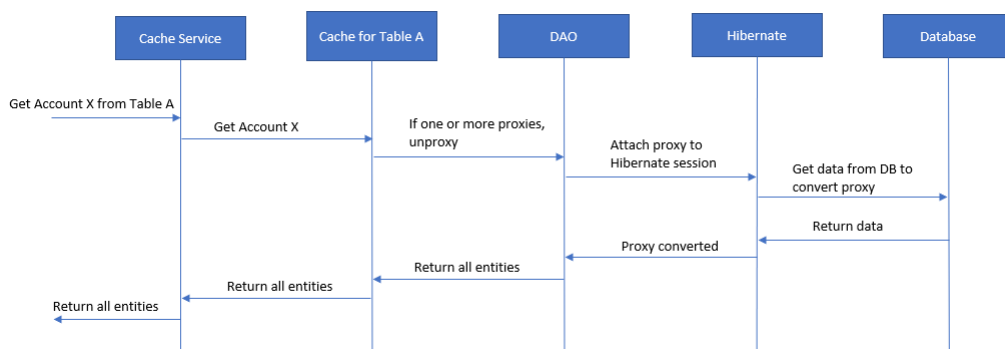 Cache Service
Cache for Table A
DAO
Hibernate
Database
Get Account X from Table A
Get Account X
If one or more proxies,
unproxy
Attach proxy to
Hibernate session
Get data from DB to
convert proxy
Return data
Proxy converted
Return all entities
Return all entities
Return all entities